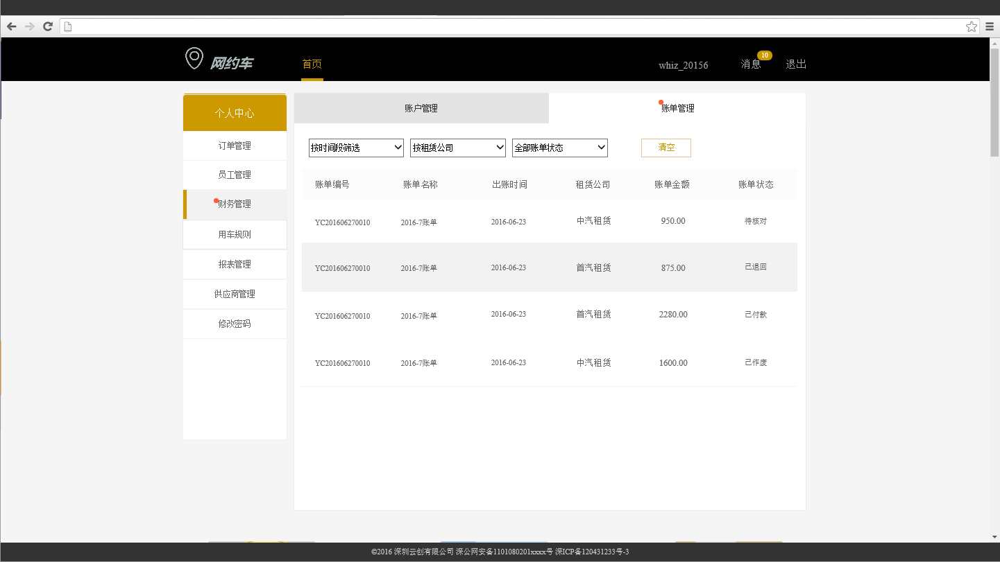 网约车
首页
whiz_20156
消息
10
退出
个人中心
订单管理
员工管理
财务管理
用车规则
报表管理
供应商管理
修改密码
账户管理
账单管理
按时间段筛选
按租赁公司
全部账单状态
清空
账单编号 账单名称 出账时间 租赁公司 账单金额 账单状态
YC201606270010 2016-7账单 2016-06-23 中汽租赁 950.00 待核对
YC201606270010 2016-7账单 2016-06-23 首汽租赁 875.00 已退回
YC201606270010 2016-7账单 2016-06-23 首汽租赁 2280.00 已付款
YC201606270010 2016-7账单 2016-06-23 中汽租赁 1600.00 已作废
©2016 深圳云创有限公司 深公网安备1101080201xxxx号 深ICP备120431233号-3